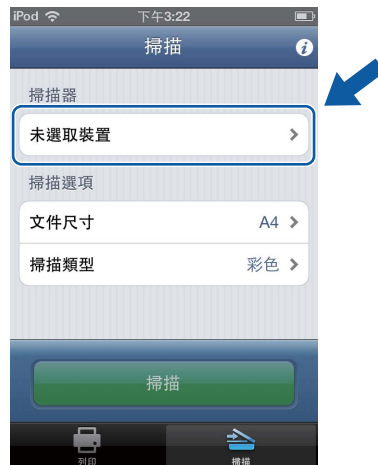 iPod 下午3:22
掃描
i
掃描器
未選取裝置
掃描選項
文件尺寸 A4
掃描類型 彩色
掃描
列印 掃描